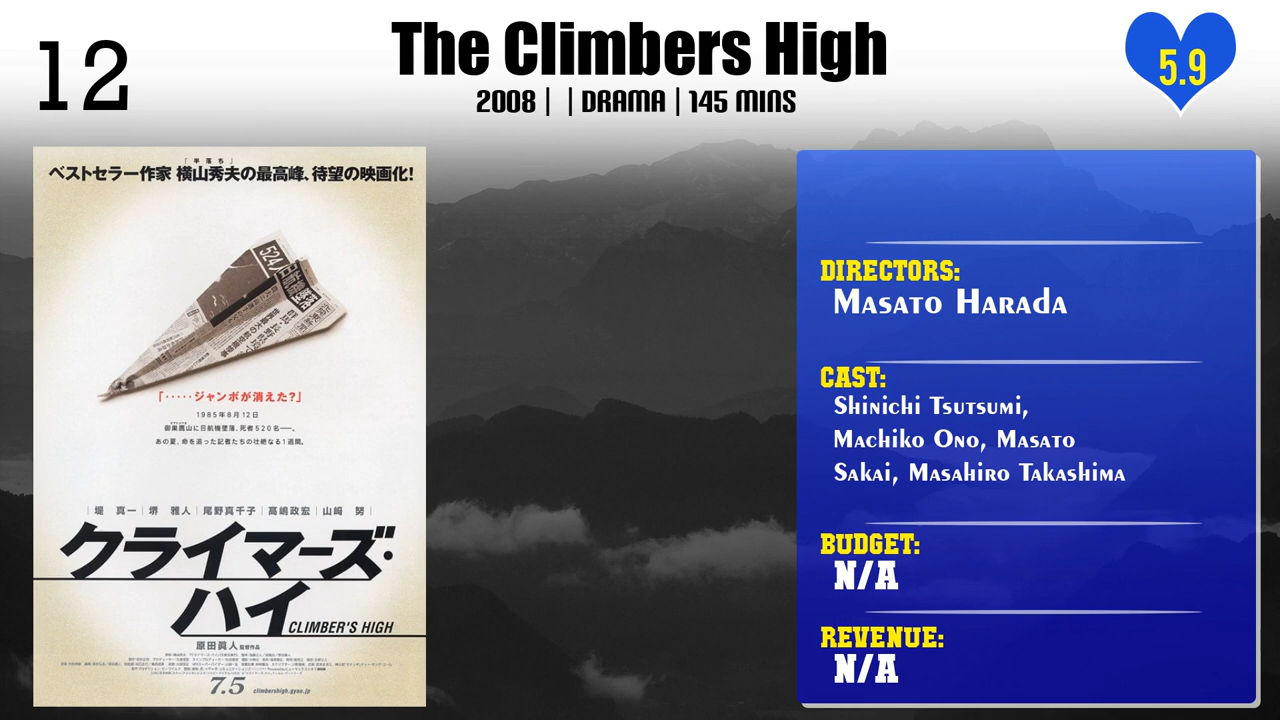 12
The Climbers High
2008 | | DRAMA | 145 MINS
5.9
「半落ち」
ベストセラー作家 横山秀夫の最高峰、待望の映画化!
524人
「‥‥‥ジャンボが消えた?」
1985年8月12日
御巣鷹山に日航機墜落、死者520名──。
あの夏、命を追った記者たちの壮絶なる1週間。
| 堤 真一 | 堺 雅人 | 尾野真千子 | 高嶋政宏 | 山﨑 努 |
クライマーズ・
ハイ
CLIMBER'S HIGH
原田眞人 監督作品
7.5 climbershigh.gyao.jp
DIRECTORS:
Masato Harada
CAST:
Shinichi Tsutsumi,
Machiko Ono, Masato
Sakai, Masahiro Takashima
BUDGET:
N/A
REVENUE:
N/A